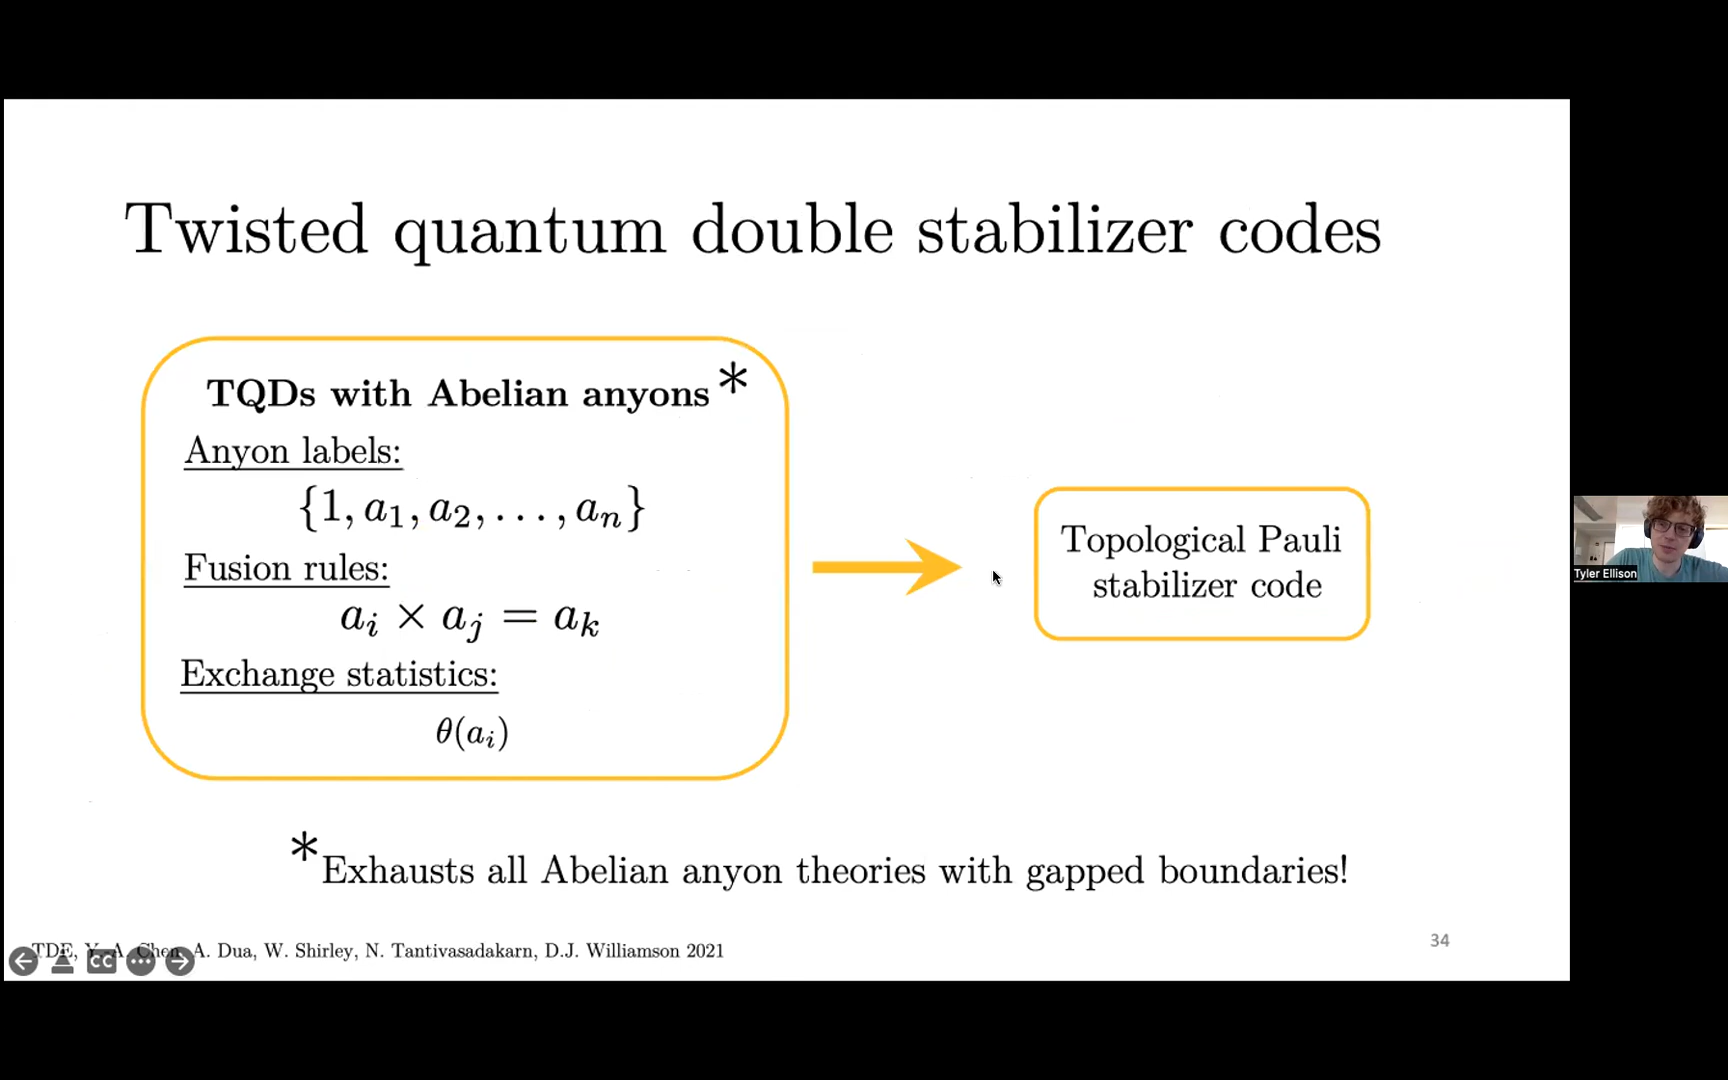 Twisted quantum double stabilizer codes
TQDs with Abelian anyons*
Anyon labels:
{1, a₁, a₂, . . . , aₙ}
Fusion rules:
aᵢ × aⱼ = aₖ
Exchange statistics:
θ(aᵢ)
Topological Pauli
stabilizer code
*Exhausts all Abelian anyon theories with gapped boundaries!
TDE, Y.-A. Chen, A. Dua, W. Shirley, N. Tantivasadakarn, D.J. Williamson 2021
CC
34
Tyler Ellison